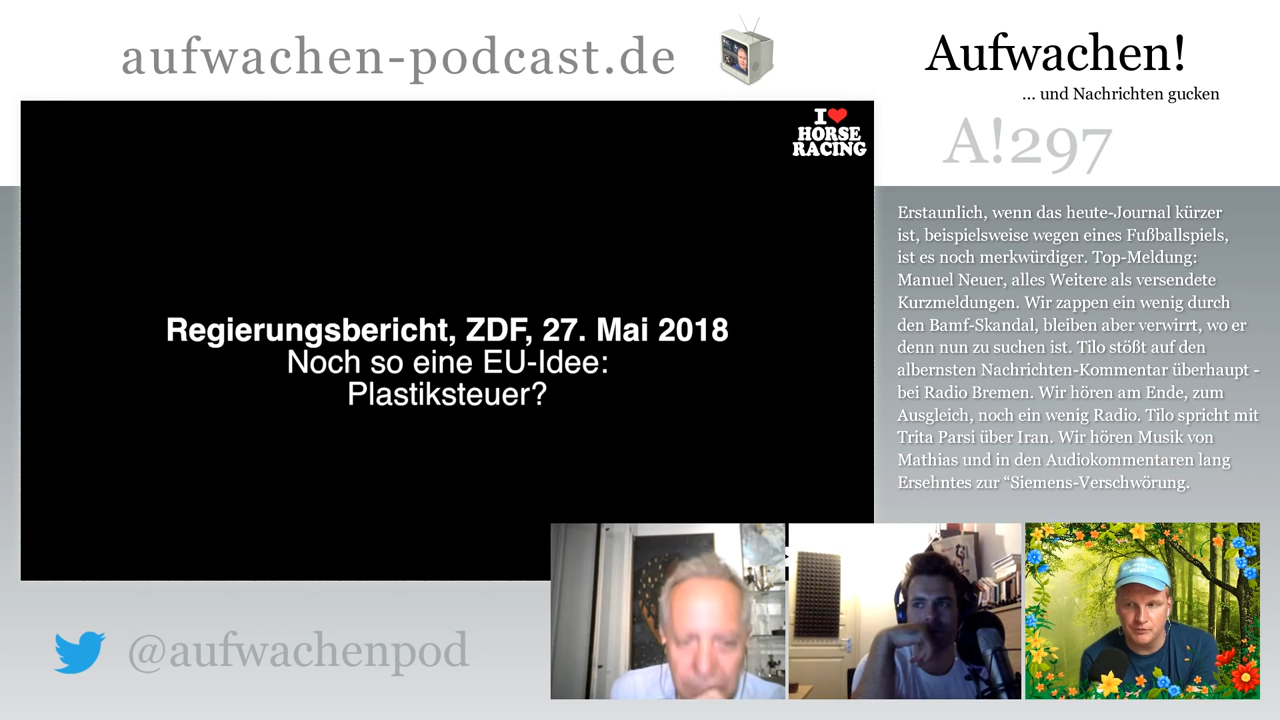 aufwachen-podcast.de
Aufwachen!
... und Nachrichten gucken
A!297
I
HORSE
RACING
Regierungsbericht, ZDF, 27. Mai 2018
Noch so eine EU-Idee:
Plastiksteuer?
Erstaunlich, wenn das heute-Journal kürzer
ist, beispielsweise wegen eines Fußballspiels,
ist es noch merkwürdiger. Top-Meldung:
Manuel Neuer, alles Weitere als versendete
Kurzmeldungen. Wir zappen ein wenig durch
den Bamf-Skandal, bleiben aber verwirrt, wo er
denn nun zu suchen ist. Tilo stößt auf den
albernsten Nachrichten-Kommentar überhaupt -
bei Radio Bremen. Wir hören am Ende, zum
Ausgleich, noch ein wenig Radio. Tilo spricht mit
Trita Parsi über Iran. Wir hören Musik von
Mathias und in den Audiokommentaren lang
Ersehntes zur “Siemens-Verschwörung.
@aufwachenpod